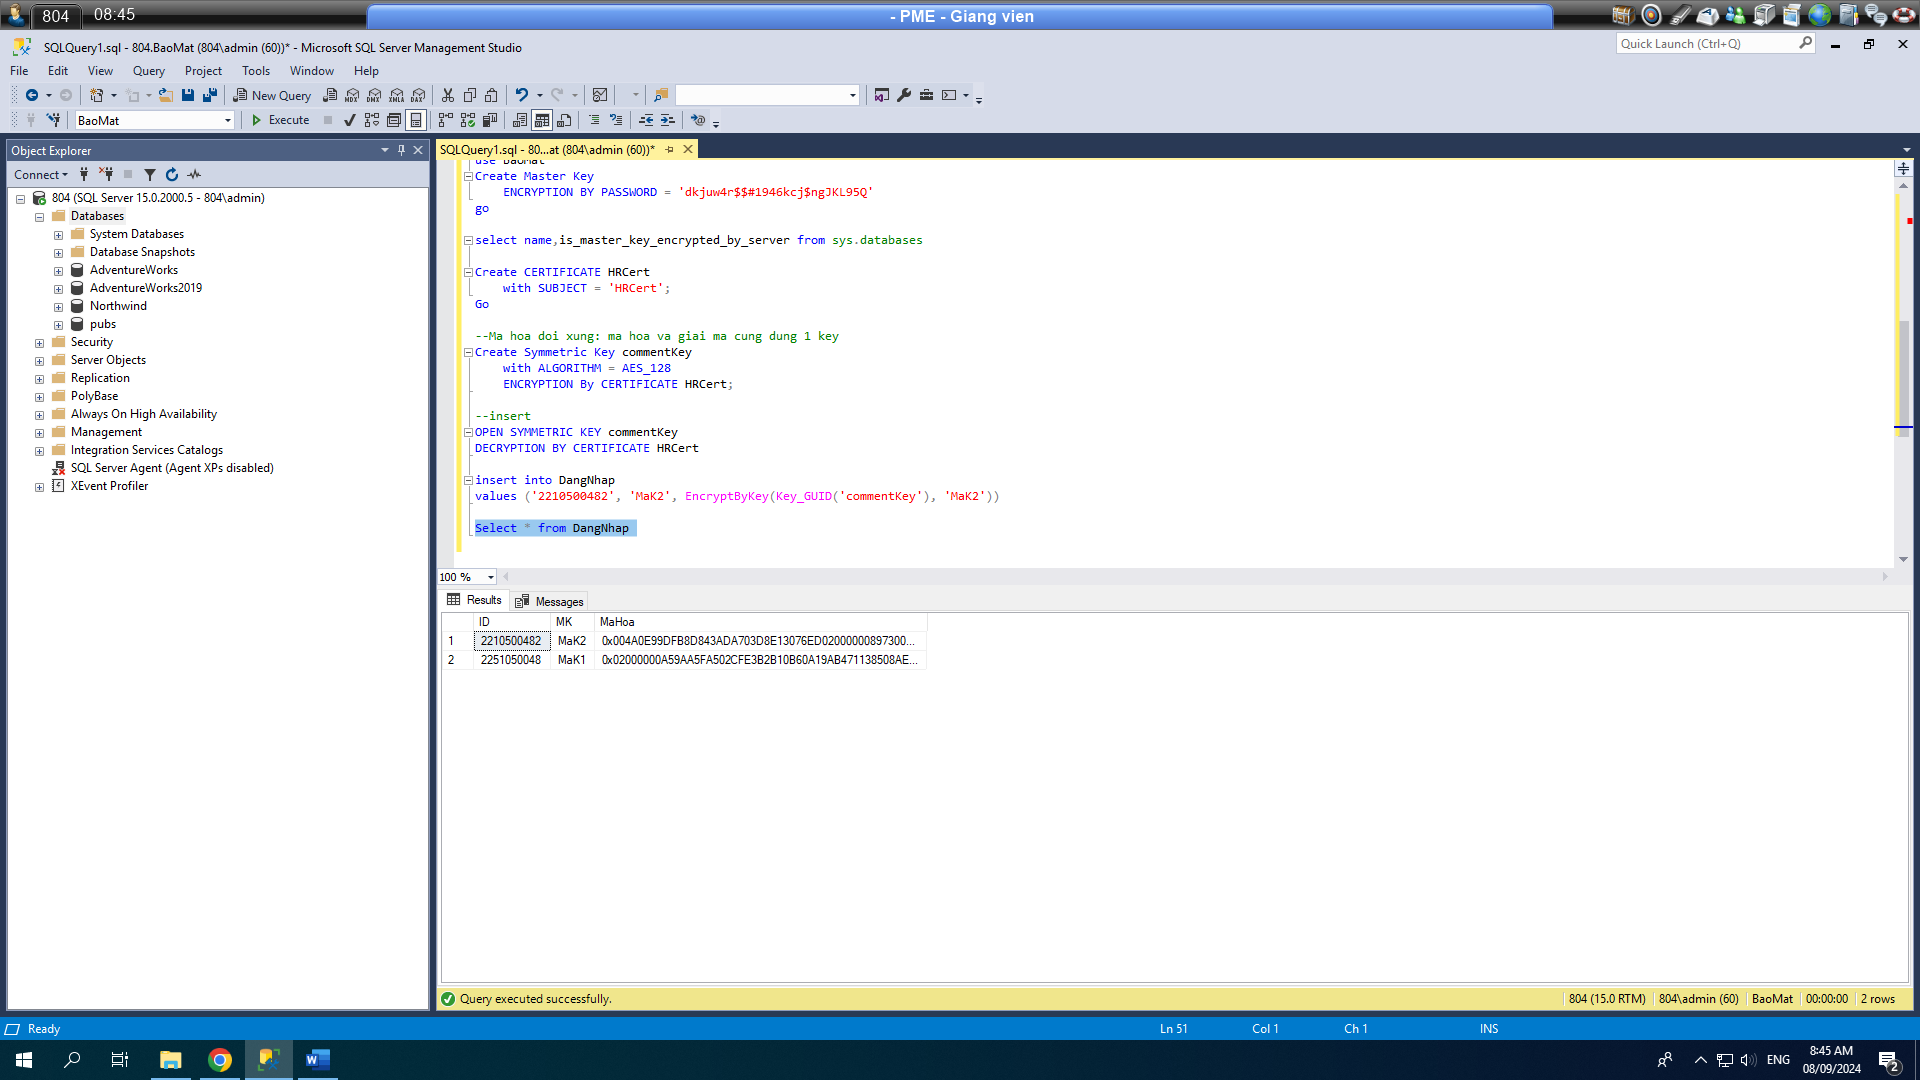 804
08:45
- PME - Giang vien
SQLQuery1.sql - 804.BaoMat (804\admin (60))* - Microsoft SQL Server Management Studio
Quick Launch (Ctrl+Q)
File Edit View Query Project Tools Window Help
New Query
MDX DMX XMLA DAX
BaoMat
Execute
Object Explorer
Connect
804 (SQL Server 15.0.2000.5 - 804\admin)
Databases
System Databases
Database Snapshots
AdventureWorks
AdventureWorks2019
Northwind
pubs
Security
Server Objects
Replication
PolyBase
Always On High Availability
Management
Integration Services Catalogs
SQL Server Agent (Agent XPs disabled)
XEvent Profiler
SQLQuery1.sql - 80...at (804\admin (60))*
use BaoMat
Create Master Key
ENCRYPTION BY PASSWORD = 'dkjuw4r$$#1946kcj$ngJKL95Q'
go
select name,is_master_key_encrypted_by_server from sys.databases
Create CERTIFICATE HRCert
with SUBJECT = 'HRCert';
Go
--Ma hoa doi xung: ma hoa va giai ma cung dung 1 key
Create Symmetric Key commentKey
with ALGORITHM = AES_128
ENCRYPTION By CERTIFICATE HRCert;
--insert
OPEN SYMMETRIC KEY commentKey
DECRYPTION BY CERTIFICATE HRCert
insert into DangNhap
values ('2210500482', 'MaK2', EncryptByKey(Key_GUID('commentKey'), 'MaK2'))
Select * from DangNhap
100 %
Results Messages
ID MK MaHoa
1 2210500482 MaK2 0x004A0E99DFB8D843ADA703D8E13076ED02000000897300...
2 2251050048 MaK1 0x02000000A59AA5FA502CFE3B2B10B60A19AB471138508AE...
Query executed successfully.
804 (15.0 RTM) 804\admin (60) BaoMat 00:00:00 2 rows
Ready
Ln 51 Col 1 Ch 1 INS
ENG
8:45 AM
08/09/2024
2